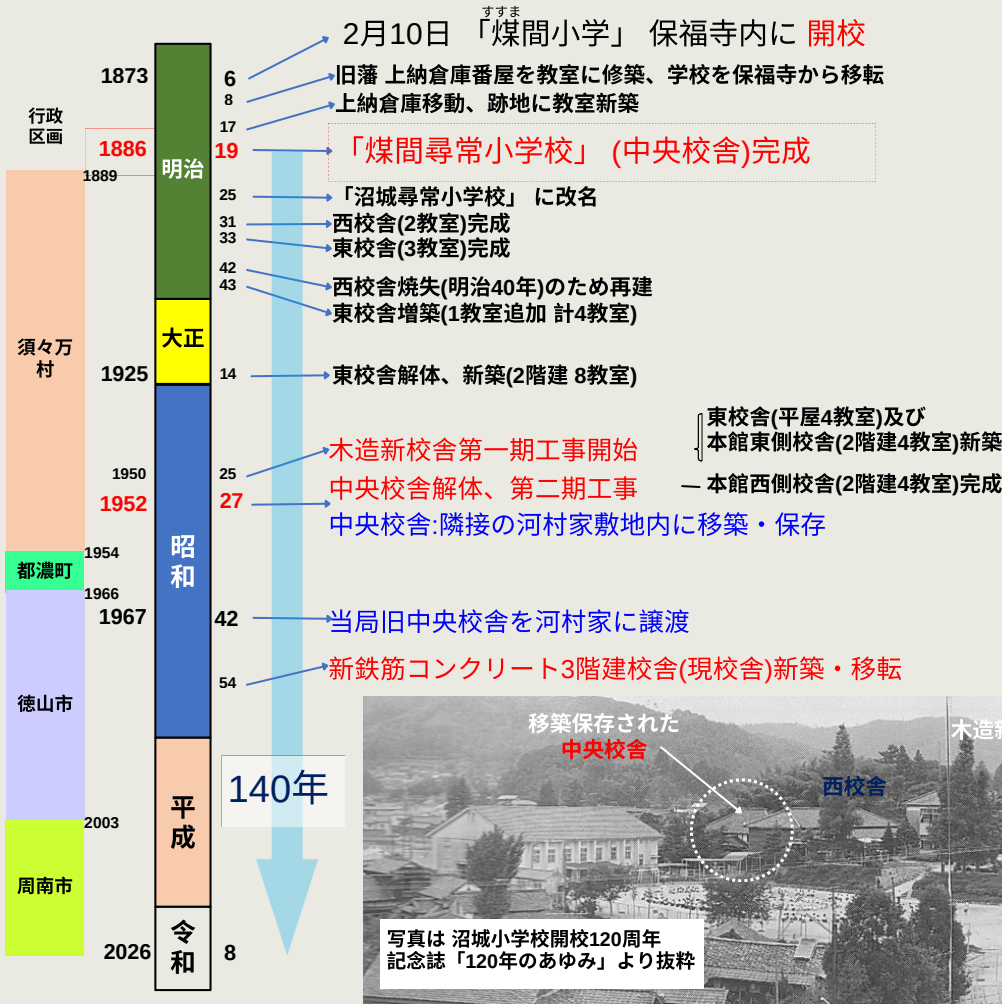 すすま
2月10日 「煤間小学」 保福寺内に 開校
1873
6
旧藩 上納倉庫番屋を教室に修築、学校を保福寺から移転
8
上納倉庫移動、跡地に教室新築
17
行政
区画
1886
19
「煤間尋常小学校」 (中央校舎)完成
明治
1889
25
「沼城尋常小学校」 に改名
31
西校舎(2教室)完成
33
東校舎(3教室)完成
42
西校舎焼失(明治40年)のため再建
43
東校舎増築(1教室追加 計4教室)
須々万
村
大正
1925
14
東校舎解体、新築(2階建 8教室)
東校舎(平屋4教室)及び
本館東側校舎(2階建4教室)新築
木造新校舎第一期工事開始
1950
25
中央校舎解体、第二期工事
本館西側校舎(2階建4教室)完成
1952
27
中央校舎:隣接の河村家敷地内に移築・保存
昭
和
1954
都濃町
1966
1967
42
当局旧中央校舎を河村家に譲渡
新鉄筋コンクリート3階建校舎(現校舎)新築・移転
54
徳山市
移築保存された
中央校舎
木造新
西校舎
140年
平
成
2003
周南市
令
和
2026
8
写真は 沼城小学校開校120周年
記念誌「120年のあゆみ」より抜粋